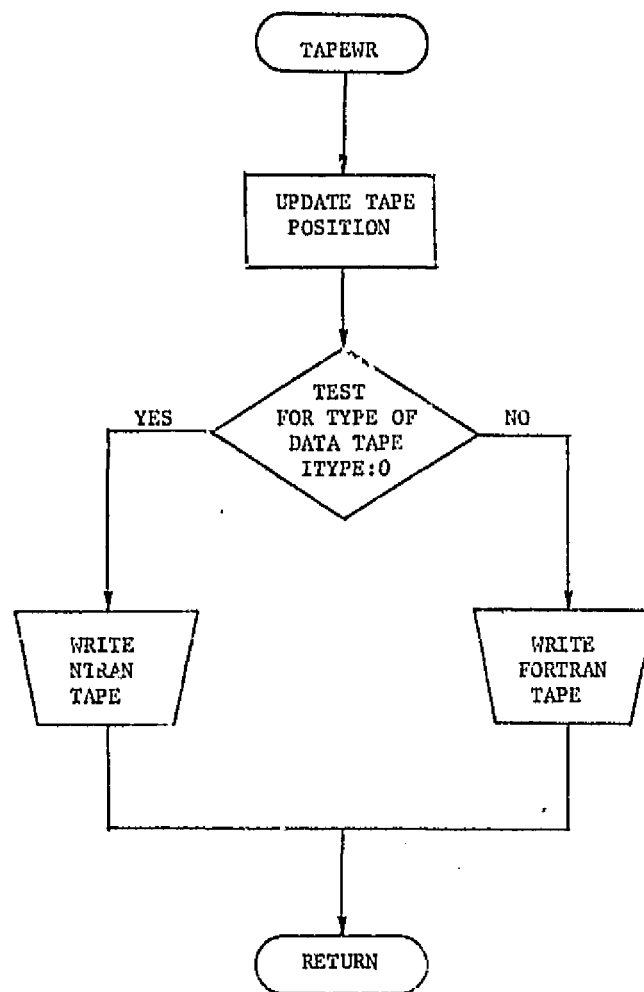 TAPEWR
UPDATE TAPE
POSITION
TEST
FOR TYPE OF
DATA TAPE
ITYPE:0
YES
NO
WRITE
NTRAN
TAPE
WRITE
FORTRAN
TAPE
RETURN